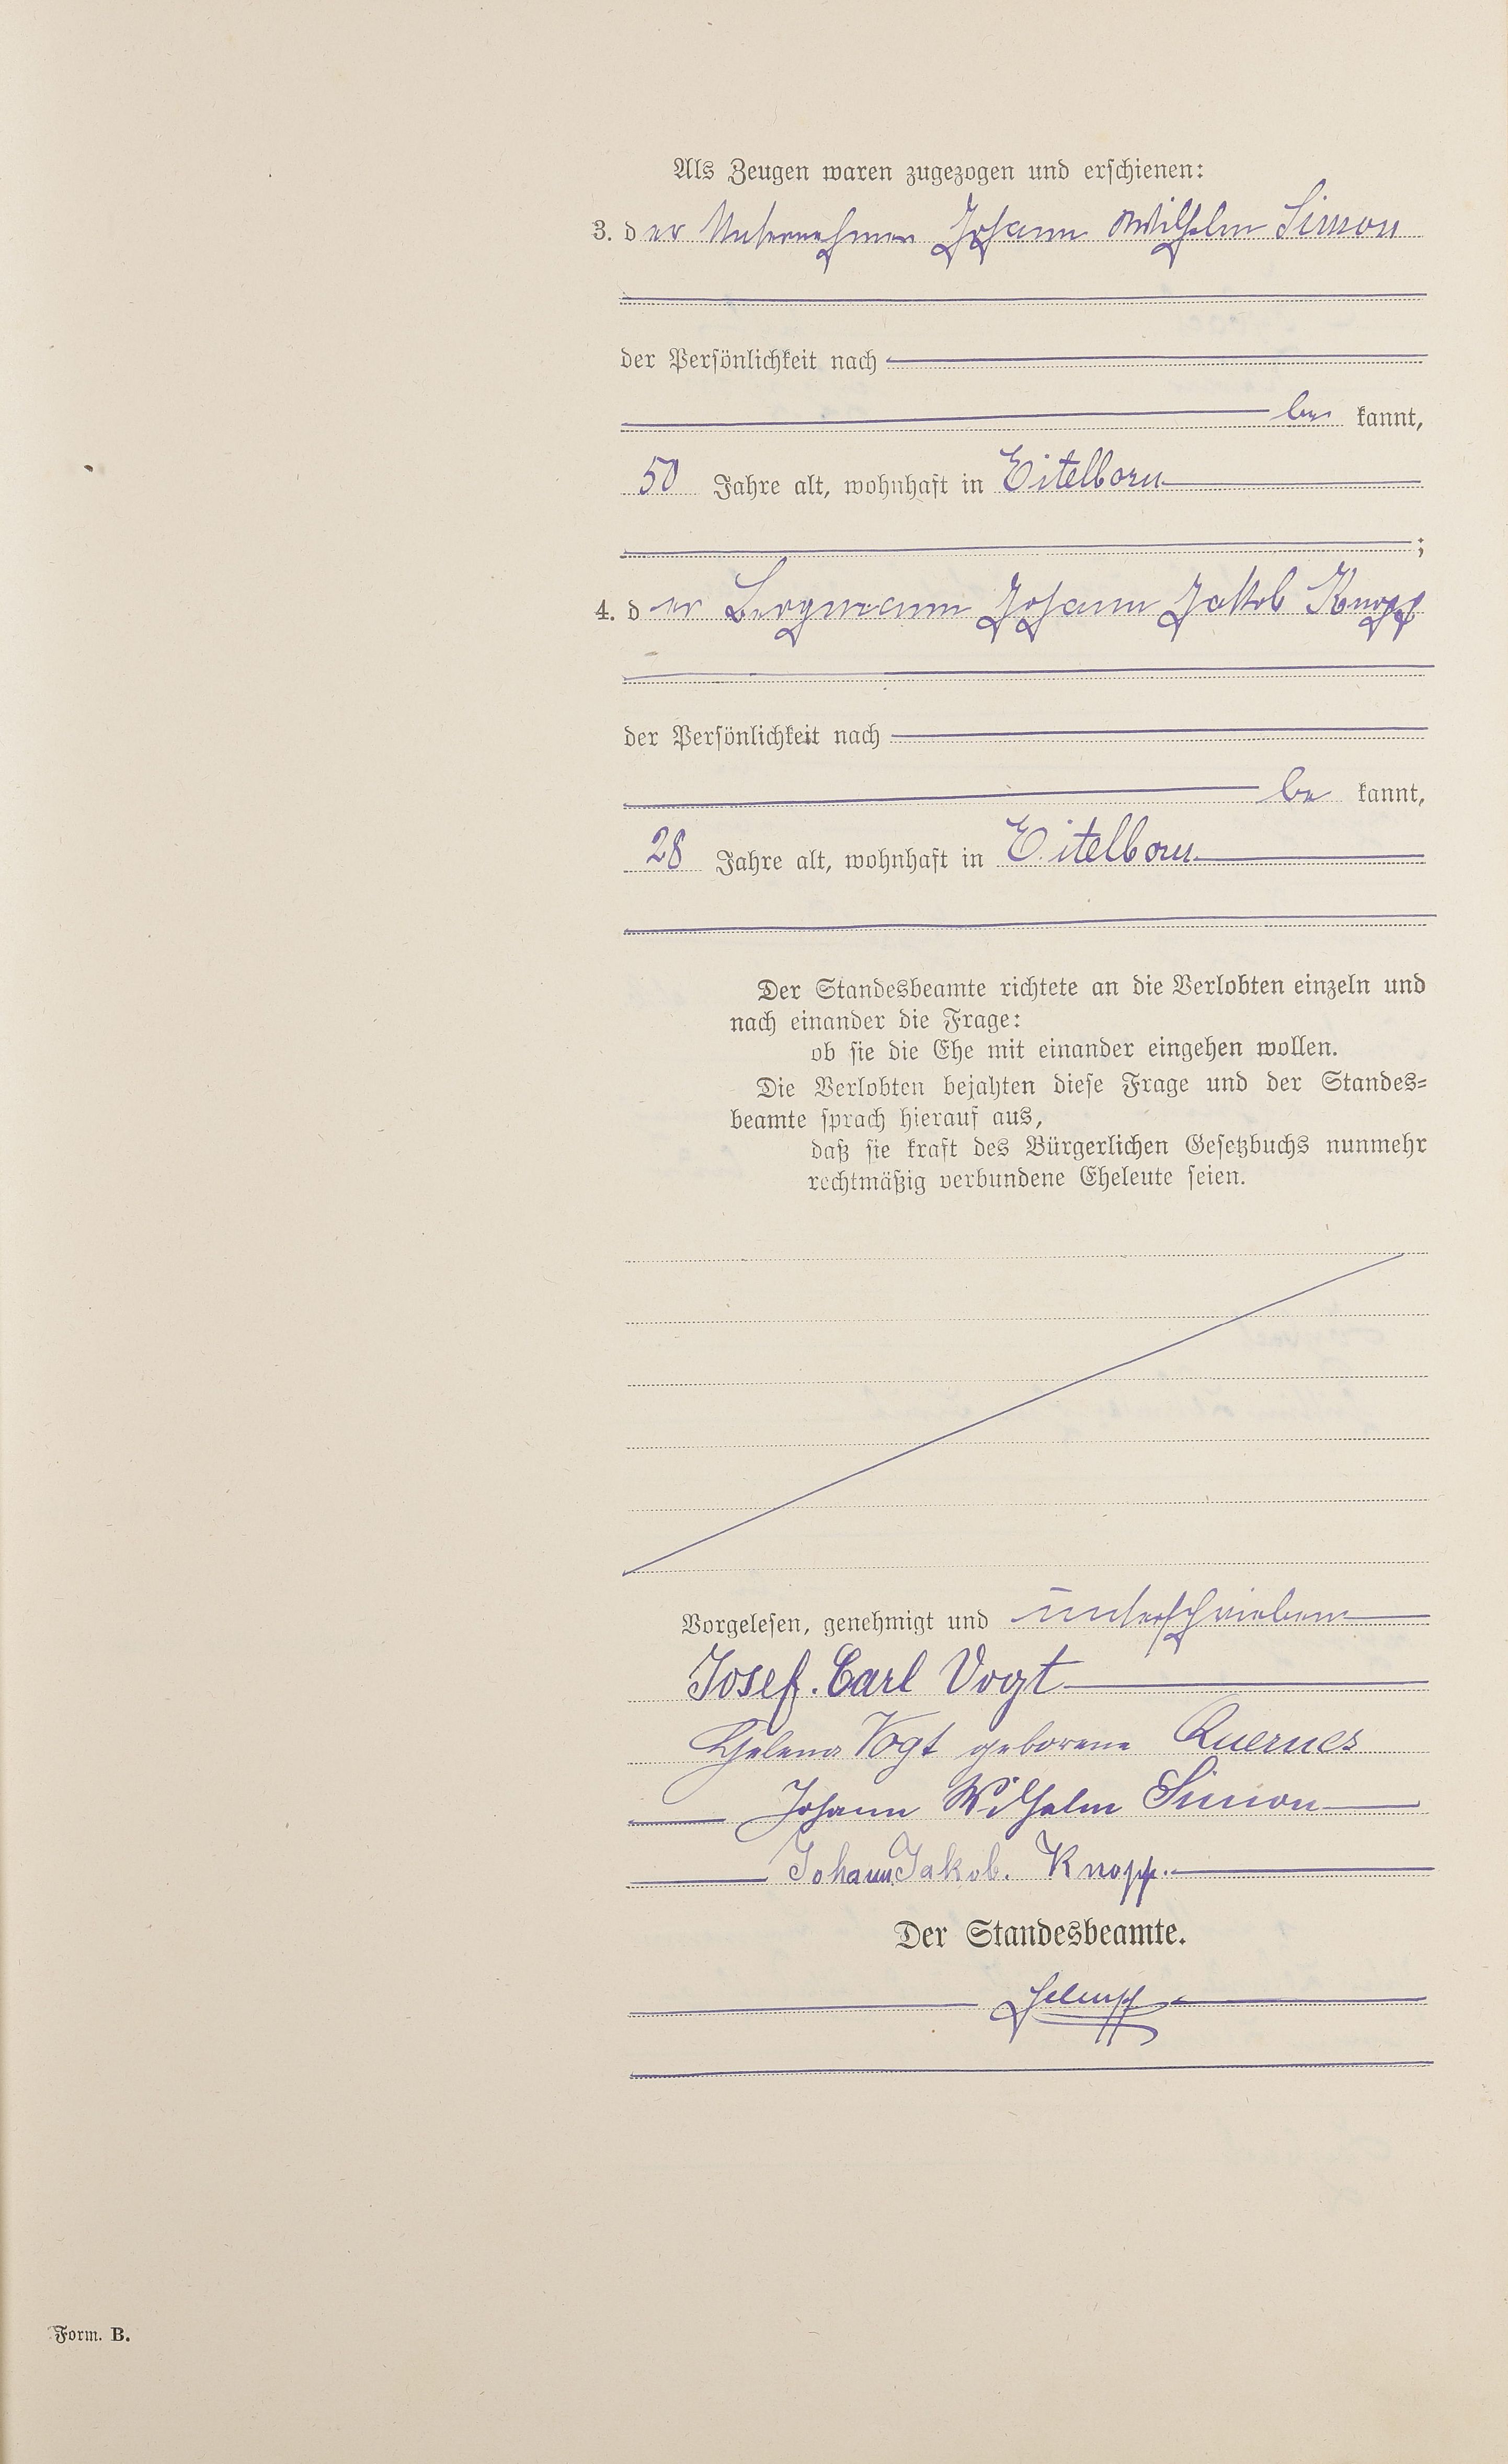 Als Zeugen waren zugezogen und erschienen:
3. der Unternehmer Johann Wilhelm Simon
der Persönlichkeit nach
be kannt,
50 Jahre alt, wohnhaft in Eitelborn
;
4. der Bergmann Johann Jakob Knopp
der Persönlichkeit nach
be kannt,
28 Jahre alt, wohnhaft in Eitelborn
Der Standesbeamte richtete an die Verlobten einzeln und
nach einander die Frage:
ob sie die Ehe mit einander eingehen wollen.
Die Verlobten bejahten diese Frage und der Standes=
beamte sprach hierauf aus,
daß sie kraft des Bürgerlichen Gesetzbuchs nunmehr
rechtmäßig verbundene Eheleute seien.
Vorgelesen, genehmigt und unterschrieben
Josef. Carl Vogt
Helena Vogt geborene Quernes
Johann Wilhelm Simon
Johann Jakob. Knopp.
Der Standesbeamte.
Form. B.